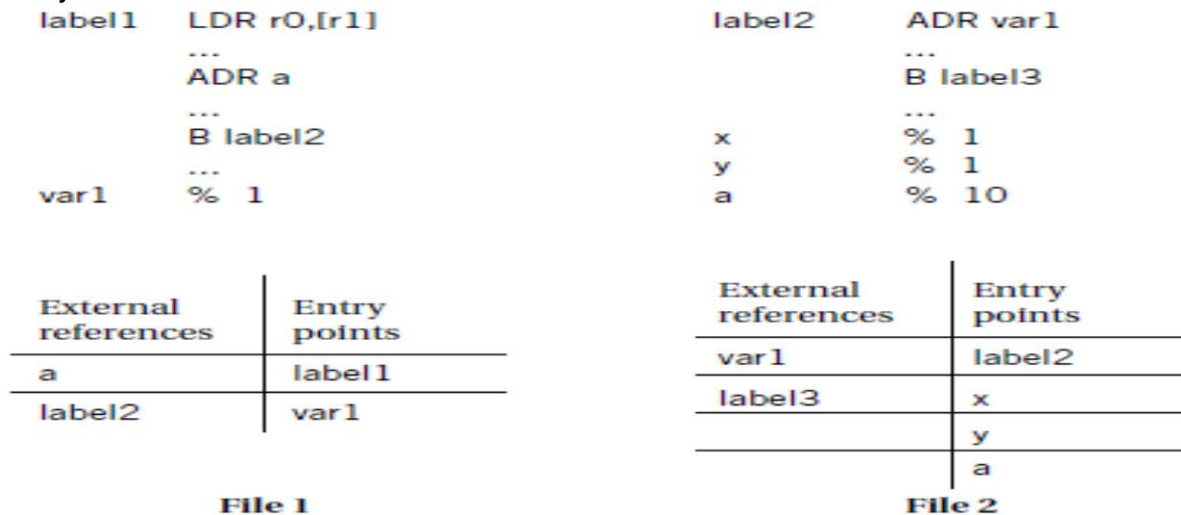 label1 LDR r0,[r1]
...
ADR a
...
B label2
...
var1 % 1
External references Entry points
a label1
label2 var1
File 1
label2 ADR var1
...
B label3
...
x % 1
y % 1
a % 10
External references Entry points
var1 label2
label3 x
y
a
File 2